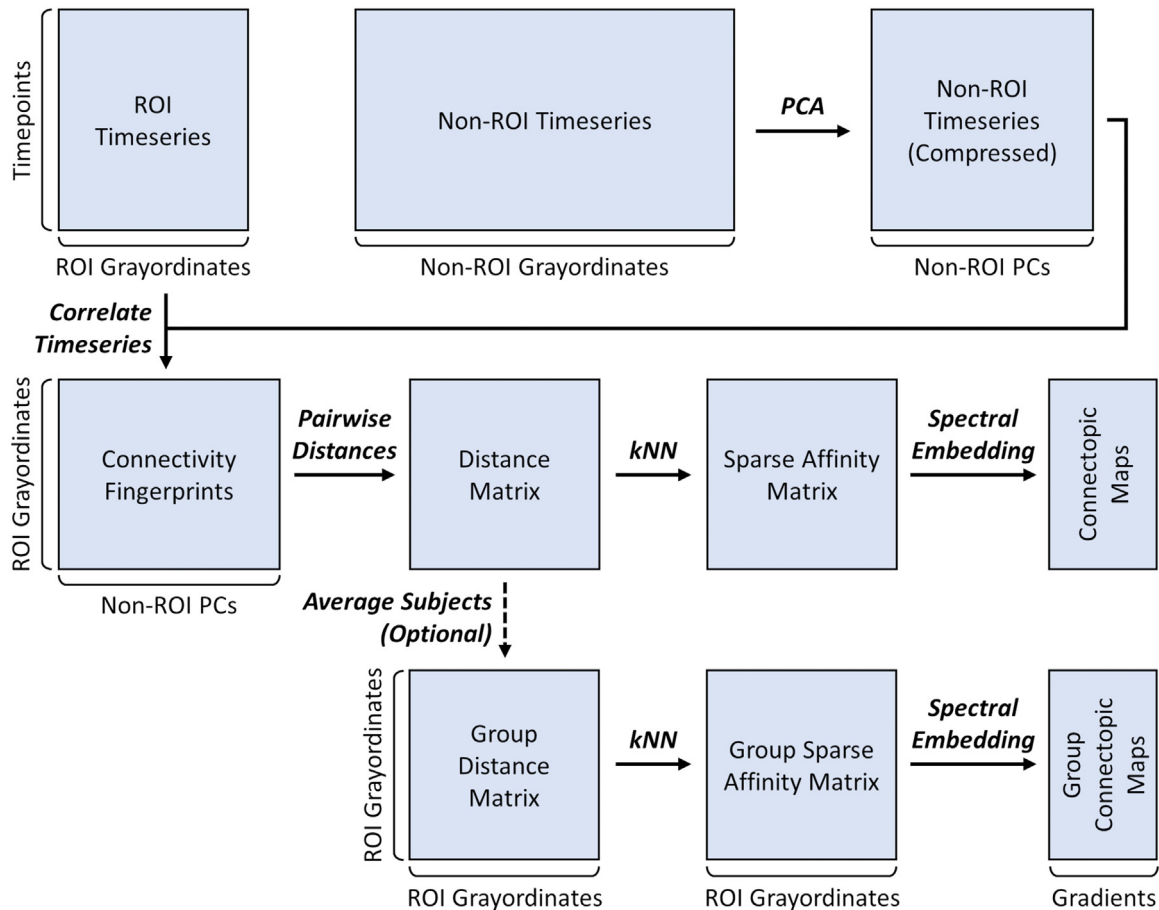 Timepoints
ROI
Timeseries
Non-ROI Timeseries
PCA
Non-ROI
Timeseries
(Compressed)
ROI Grayordinates
Non-ROI Grayordinates
Non-ROI PCs
Correlate
Timeseries
ROI Grayordinates
Connectivity
Fingerprints
Pairwise
Distances
Distance
Matrix
kNN
Sparse Affinity
Matrix
Spectral
Embedding
Connectopic
Maps
Non-ROI PCs
Average Subjects
(Optional)
ROI Grayordinates
Group
Distance
Matrix
kNN
Group Sparse
Affinity Matrix
Spectral
Embedding
Group
Connectopic
Maps
ROI Grayordinates
ROI Grayordinates
Gradients